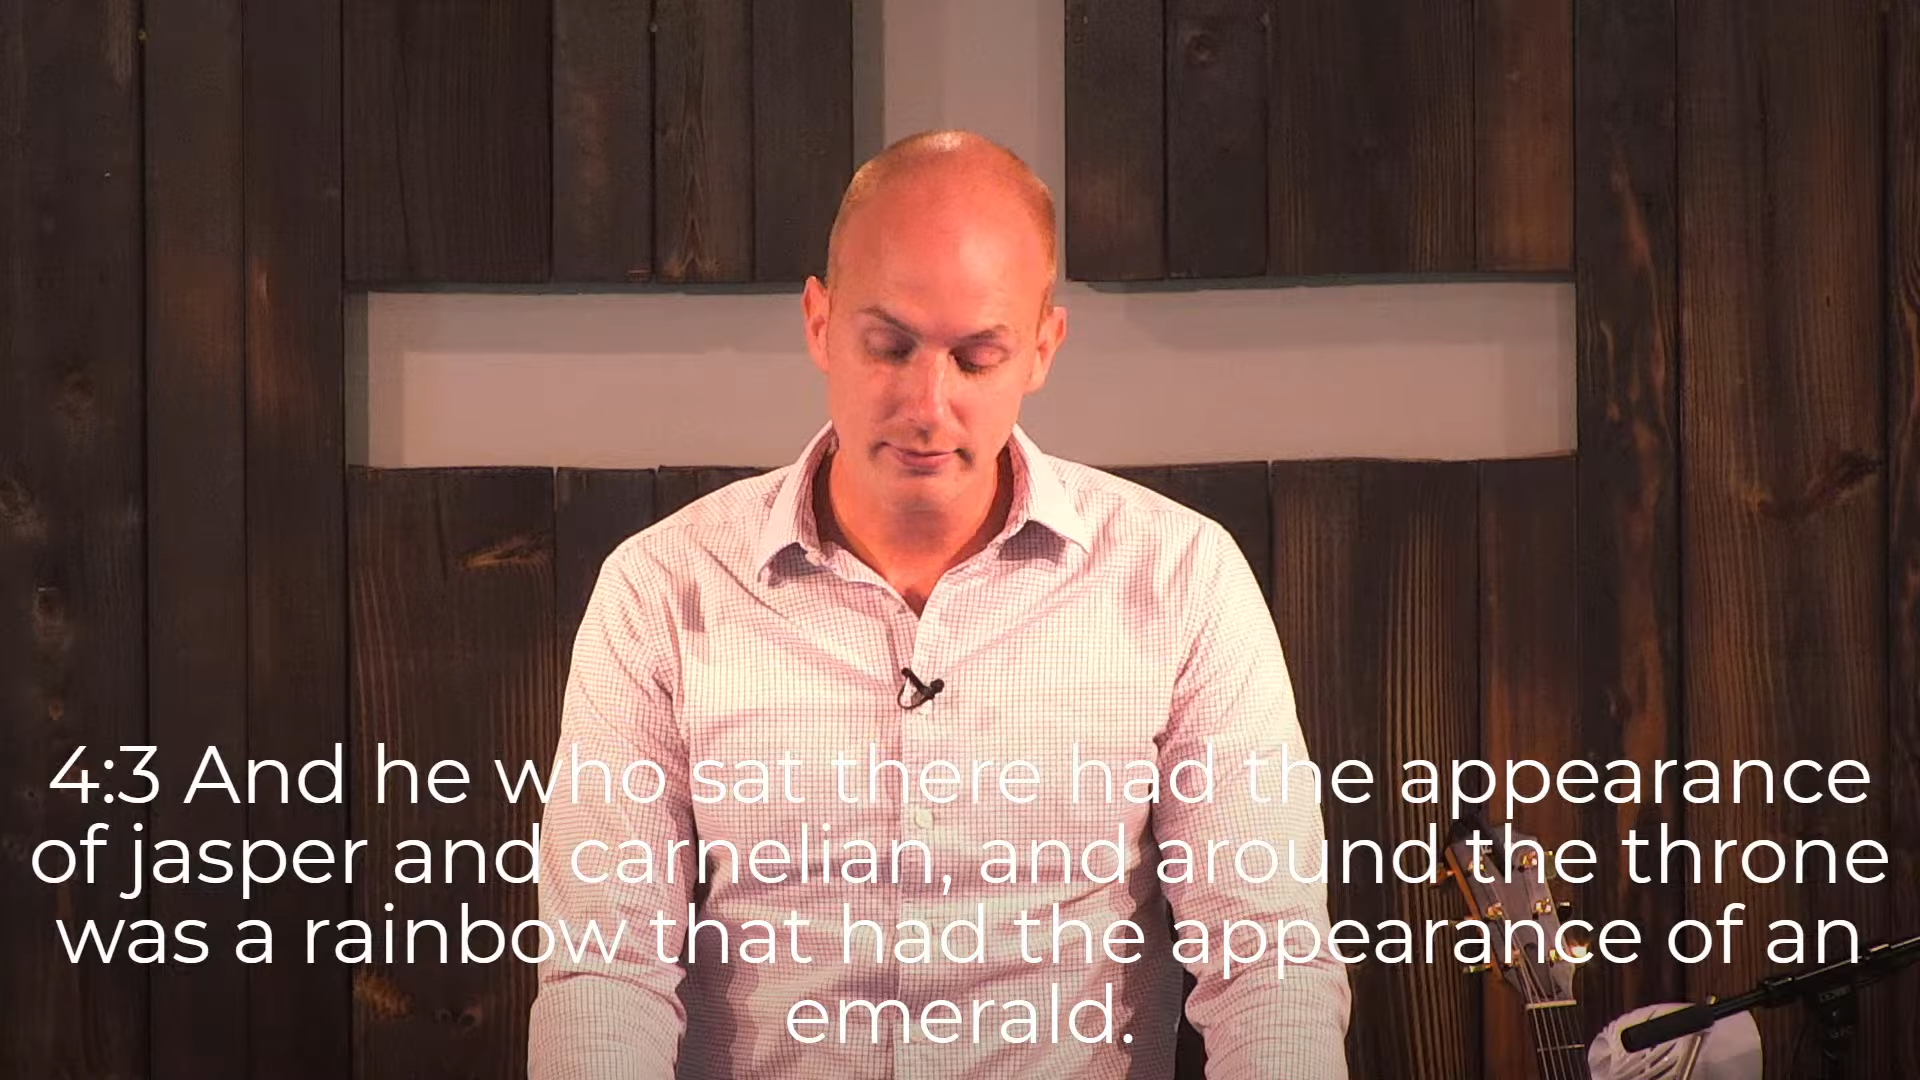 4:3 And he who sat there had the appearance
of jasper and carnelian, and around the throne
was a rainbow that had the appearance of an
emerald.